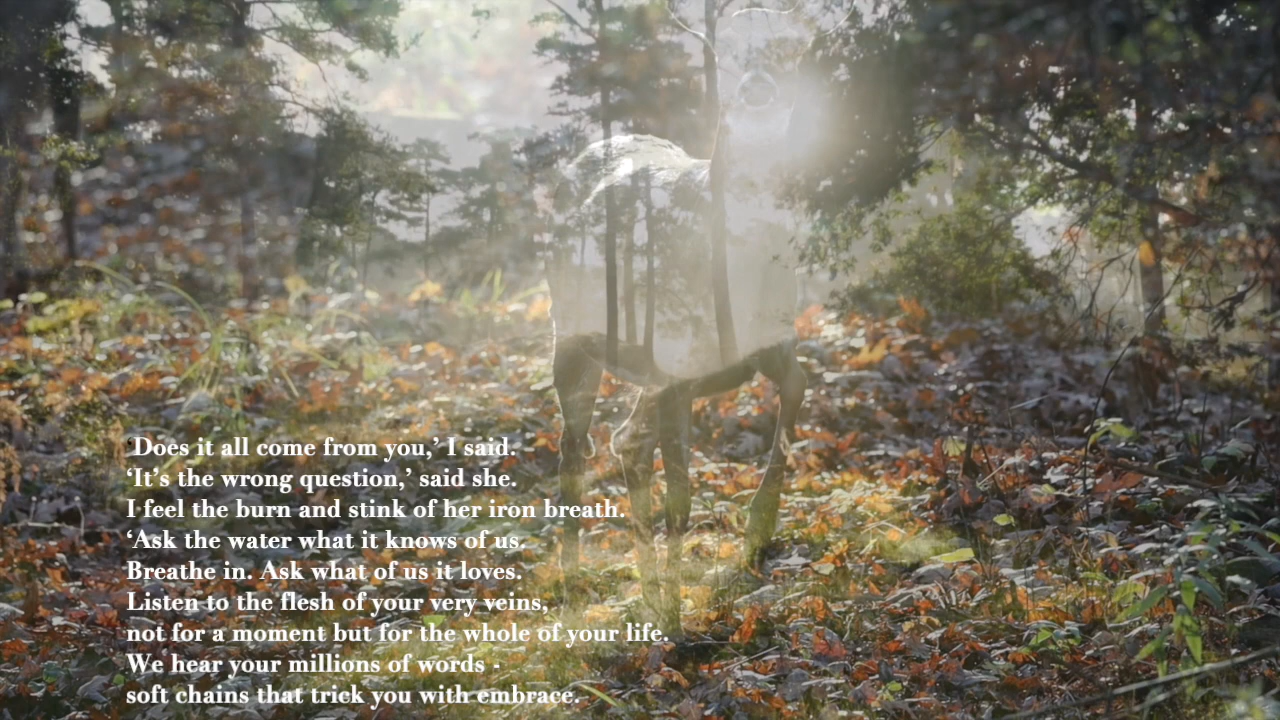 ‘Does it all come from you,’ I said.
‘It’s the wrong question,’ said she.
I feel the burn and stink of her iron breath.
‘Ask the water what it knows of us.
Breathe in. Ask what of us it loves.
Listen to the flesh of your very veins,
not for a moment but for the whole of your life.
We hear your millions of words -
soft chains that trick you with embrace.